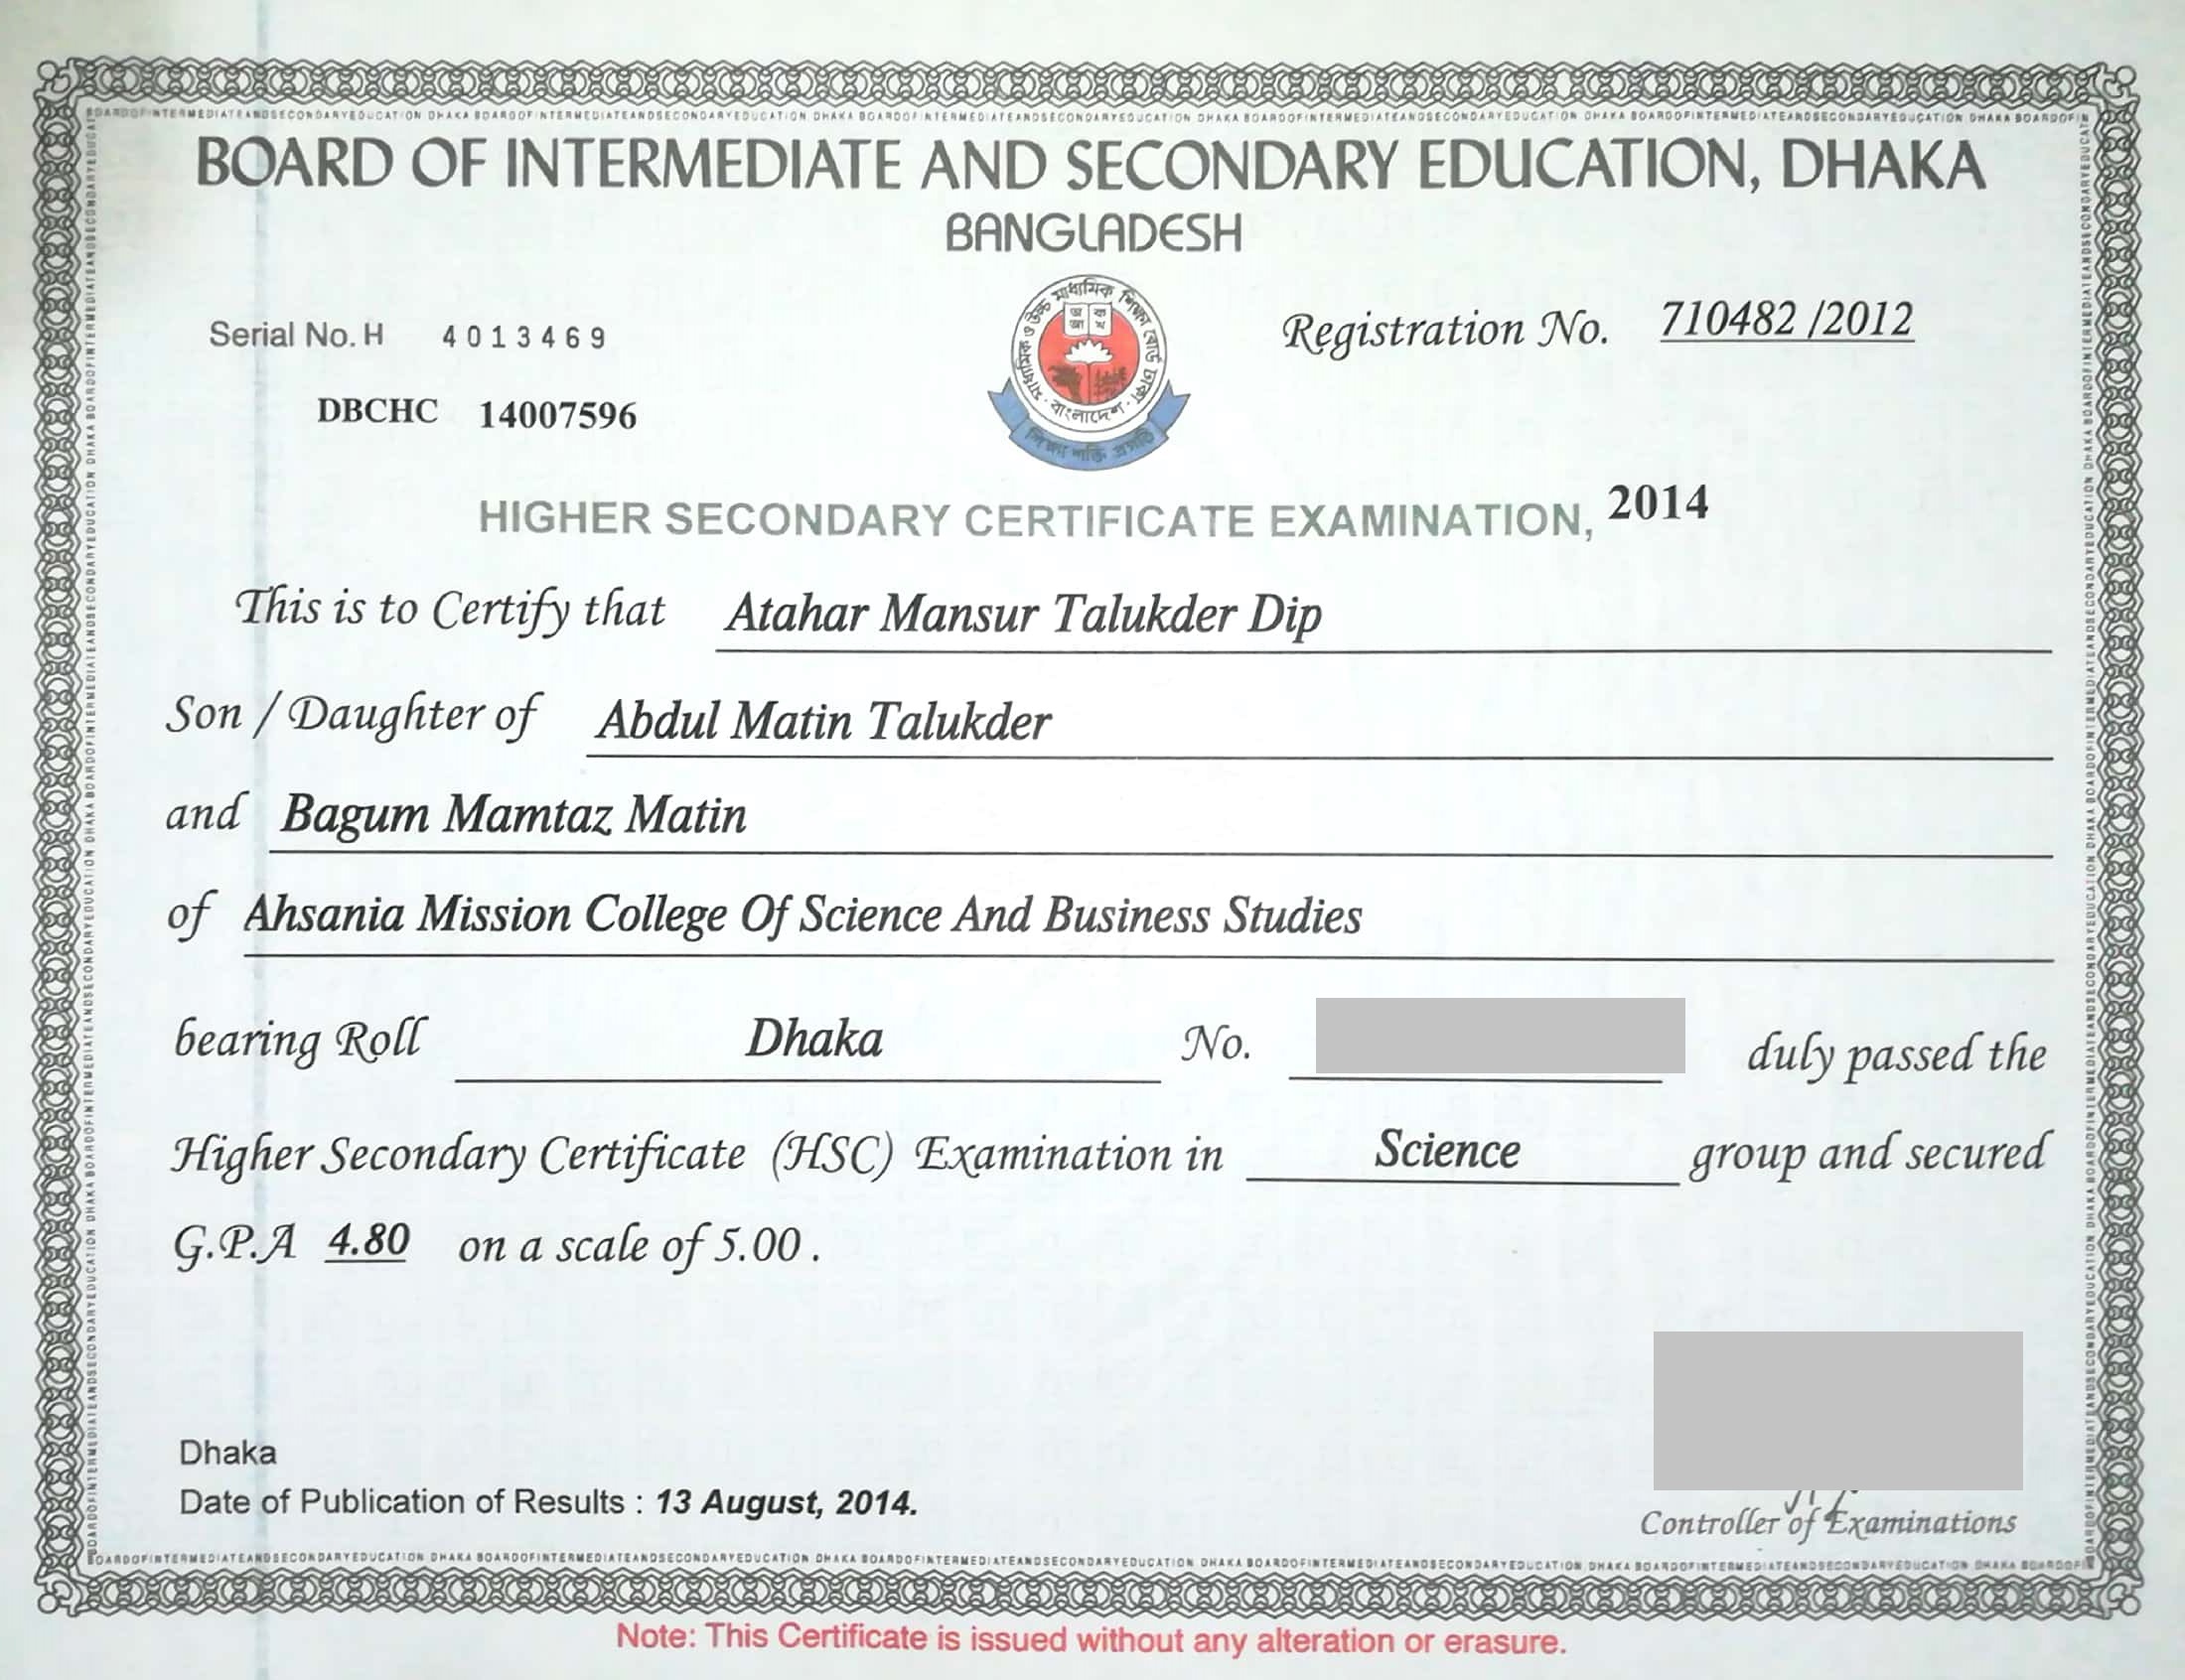 BOARD OF INTERMEDIATE AND SECONDARY EDUCATION, DHAKA
BANGLADESH
Serial No. H 4013469
Registration No. 710482 /2012
DBCHC 14007596
মাধ্যমিক ও উচ্চ মাধ্যমিক শিক্ষা বোর্ড ঢাকা
অ ব্য
আ খ
বাংলাদেশ
শিক্ষা শক্তি প্রগতি
HIGHER SECONDARY CERTIFICATE EXAMINATION, 2014
This is to Certify that Atahar Mansur Talukder Dip
Son / Daughter of Abdul Matin Talukder
and Bagum Mamtaz Matin
of Ahsania Mission College Of Science And Business Studies
bearing Roll Dhaka No. duly passed the
Higher Secondary Certificate (HSC) Examination in Science group and secured
G.P.A 4.80 on a scale of 5.00 .
Dhaka
Date of Publication of Results : 13 August, 2014.
Controller of Examinations
Note: This Certificate is issued without any alteration or erasure.